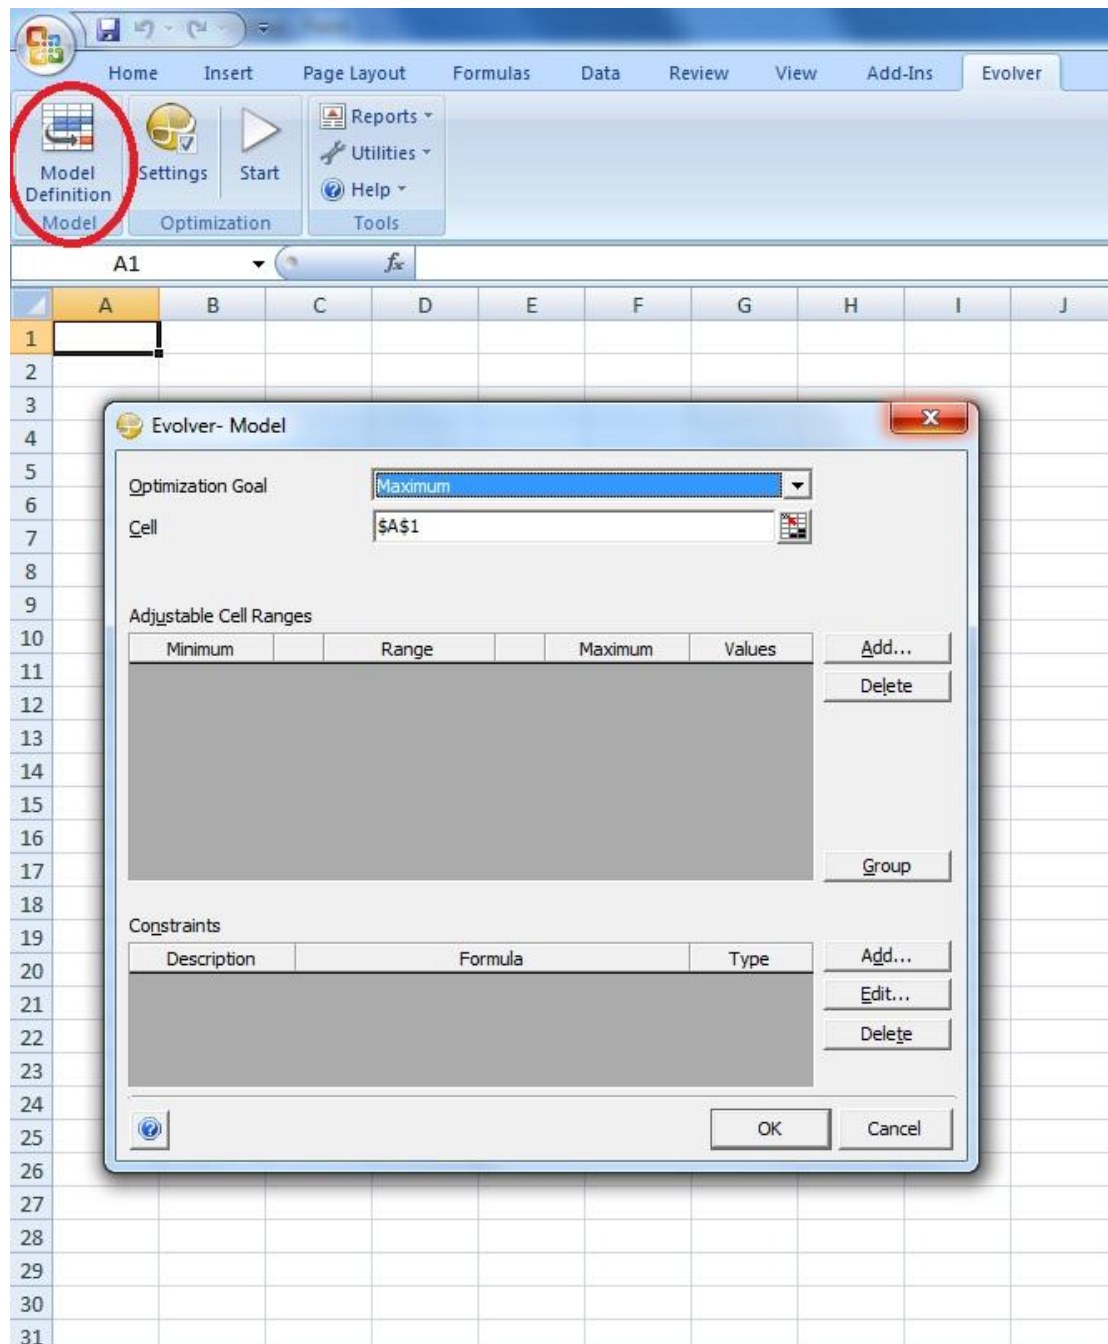 Home Insert Page Layout Formulas Data Review View Add-Ins Evolver
Model Definition
Settings Start
Reports
Utilities
Help
Model Optimization Tools
A1 fx
A B C D E F G H I J
1
2
3
4
5
6
7
8
9
10
11
12
13
14
15
16
17
18
19
20
21
22
23
24
25
26
27
28
29
30
31
Evolver- Model
Optimization Goal Maximum
Cell $A$1
Adjustable Cell Ranges
Minimum Range Maximum Values Add...
Delete
Group
Constraints
Description Formula Type Add...
Edit...
Delete
OK Cancel